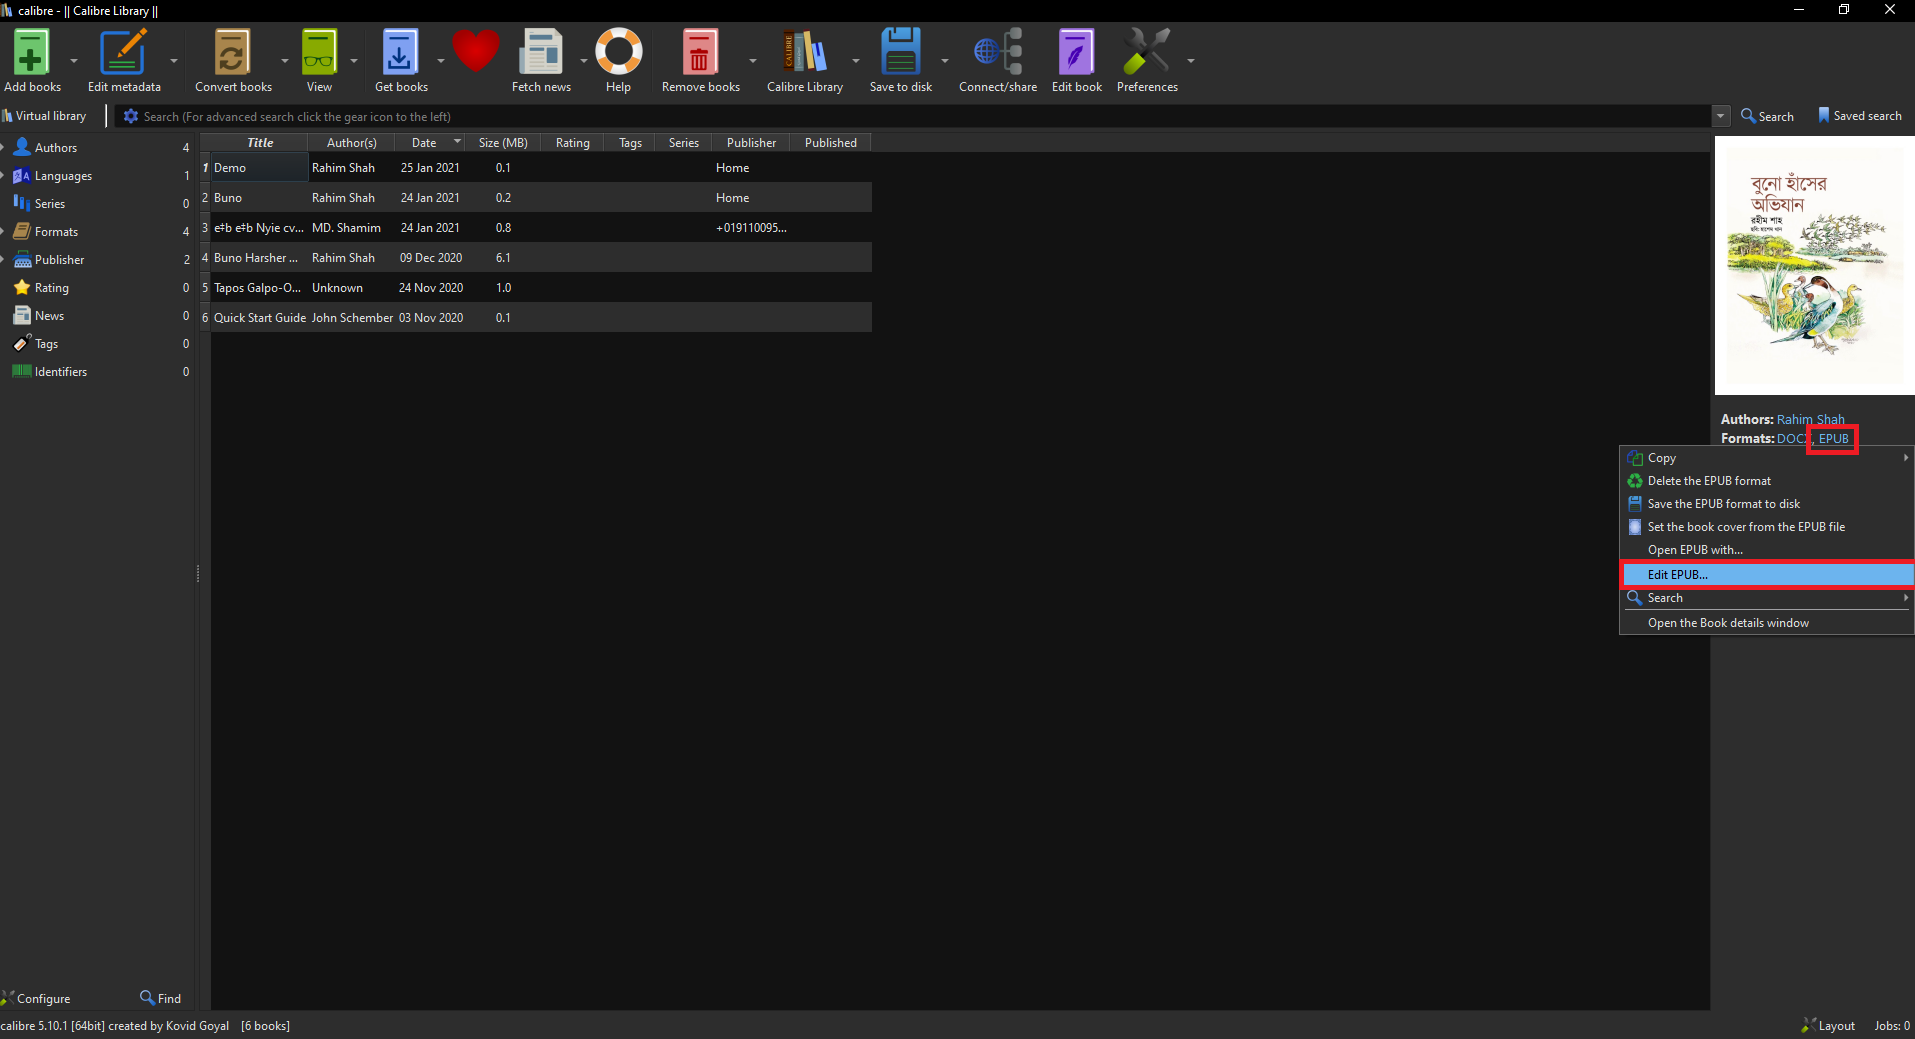 calibre - || Calibre Library ||
Add books
Edit metadata
Convert books
View
Get books
Fetch news
Help
Remove books
Calibre Library
Save to disk
Connect/share
Edit book
Preferences
Virtual library
Search (For advanced search click the gear icon to the left)
Search
Saved search
Authors 4
Languages 1
Series 0
Formats 4
Publisher 2
Rating 0
News 0
Tags 0
Identifiers 0
Title Author(s) Date Size (MB) Rating Tags Series Publisher Published
1 Demo Rahim Shah 25 Jan 2021 0.1 Home
2 Buno Rahim Shah 24 Jan 2021 0.2 Home
3 e‡b e‡b Nyie cv... MD. Shamim 24 Jan 2021 0.8 +019110095...
4 Buno Harsher ... Rahim Shah 09 Dec 2020 6.1
5 Tapos Galpo-O... Unknown 24 Nov 2020 1.0
6 Quick Start Guide John Schember 03 Nov 2020 0.1
বুনো হাঁসের
অভিযান
রহীম শাহ
ছবি: হাশেম খান
Authors: Rahim Shah
Formats: DOCX, EPUB
Copy
Delete the EPUB format
Save the EPUB format to disk
Set the book cover from the EPUB file
Open EPUB with...
Edit EPUB...
Search
Open the Book details window
Configure
Find
calibre 5.10.1 [64bit] created by Kovid Goyal [6 books]
Layout
Jobs: 0
CALIBRE